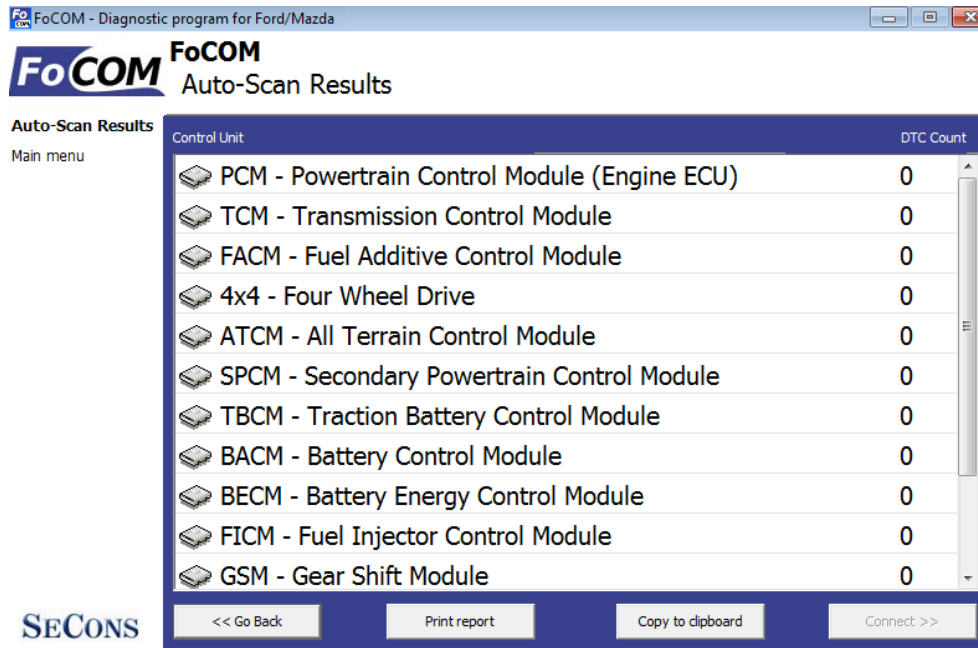 Fo COM FoCOM - Diagnostic program for Ford/Mazda
FoCOM
FoCOM
Auto-Scan Results
Auto-Scan Results
Main menu
Control Unit DTC Count
PCM - Powertrain Control Module (Engine ECU) 0
TCM - Transmission Control Module 0
FACM - Fuel Additive Control Module 0
4x4 - Four Wheel Drive 0
ATCM - All Terrain Control Module 0
SPCM - Secondary Powertrain Control Module 0
TBCM - Traction Battery Control Module 0
BACM - Battery Control Module 0
BECM - Battery Energy Control Module 0
FICM - Fuel Injector Control Module 0
GSM - Gear Shift Module 0
SECONS
<< Go Back Print report Copy to clipboard Connect >>